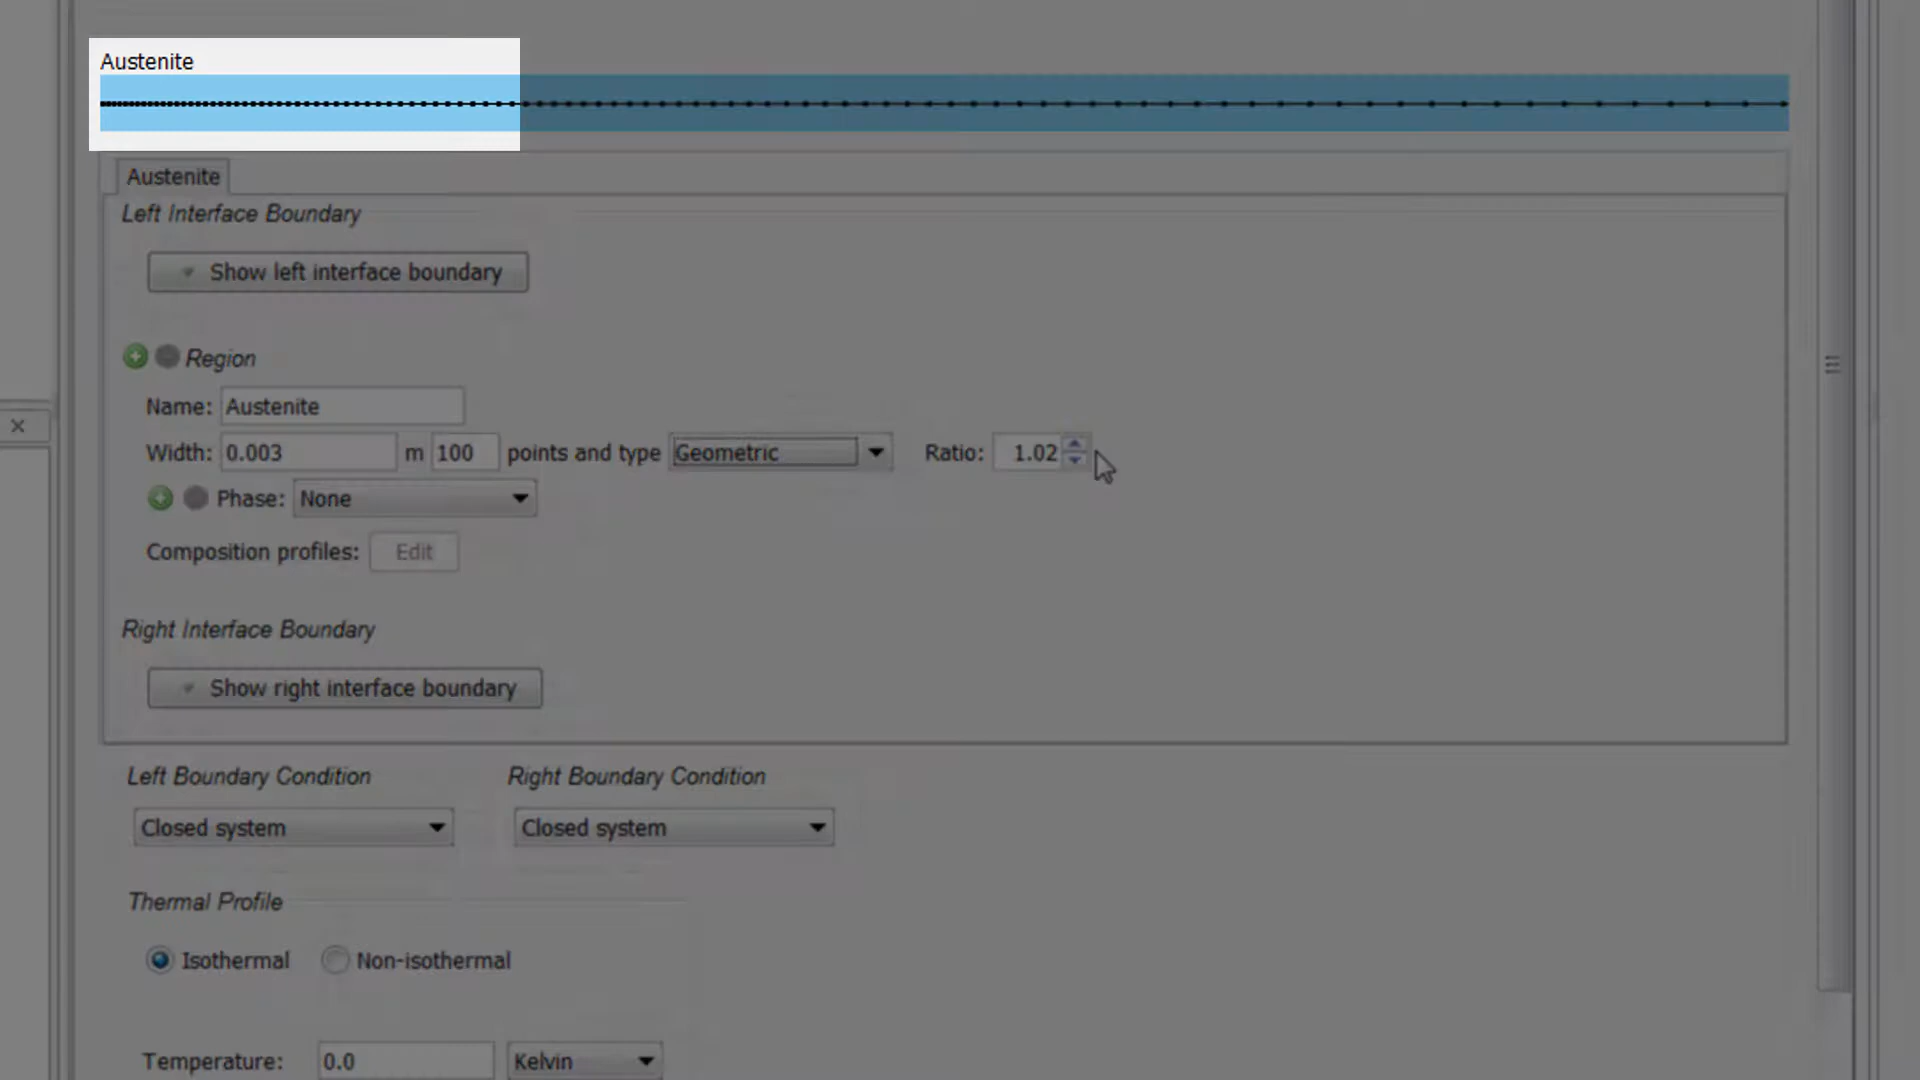 Austenite
Austenite
Left Interface Boundary
Show left interface boundary
Region
Name: Austenite
Width: 0.003 m 100 points and type Geometric Ratio: 1.02
Phase: None
Composition profiles: Edit
Right Interface Boundary
Show right interface boundary
Left Boundary Condition Right Boundary Condition
Closed system Closed system
Thermal Profile
Isothermal Non-isothermal
Temperature: 0.0 Kelvin